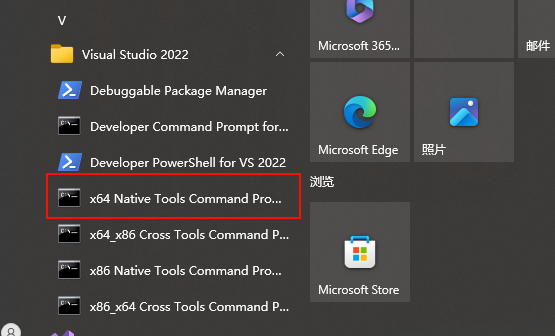 V
Visual Studio 2022
Debuggable Package Manager
Developer Command Prompt for...
Developer PowerShell for VS 2022
x64 Native Tools Command Pro...
x64_x86 Cross Tools Command P...
x86 Native Tools Command Pro...
x86_x64 Cross Tools Command P...
Microsoft 365...
邮件
Microsoft Edge
照片
浏览
Microsoft Store